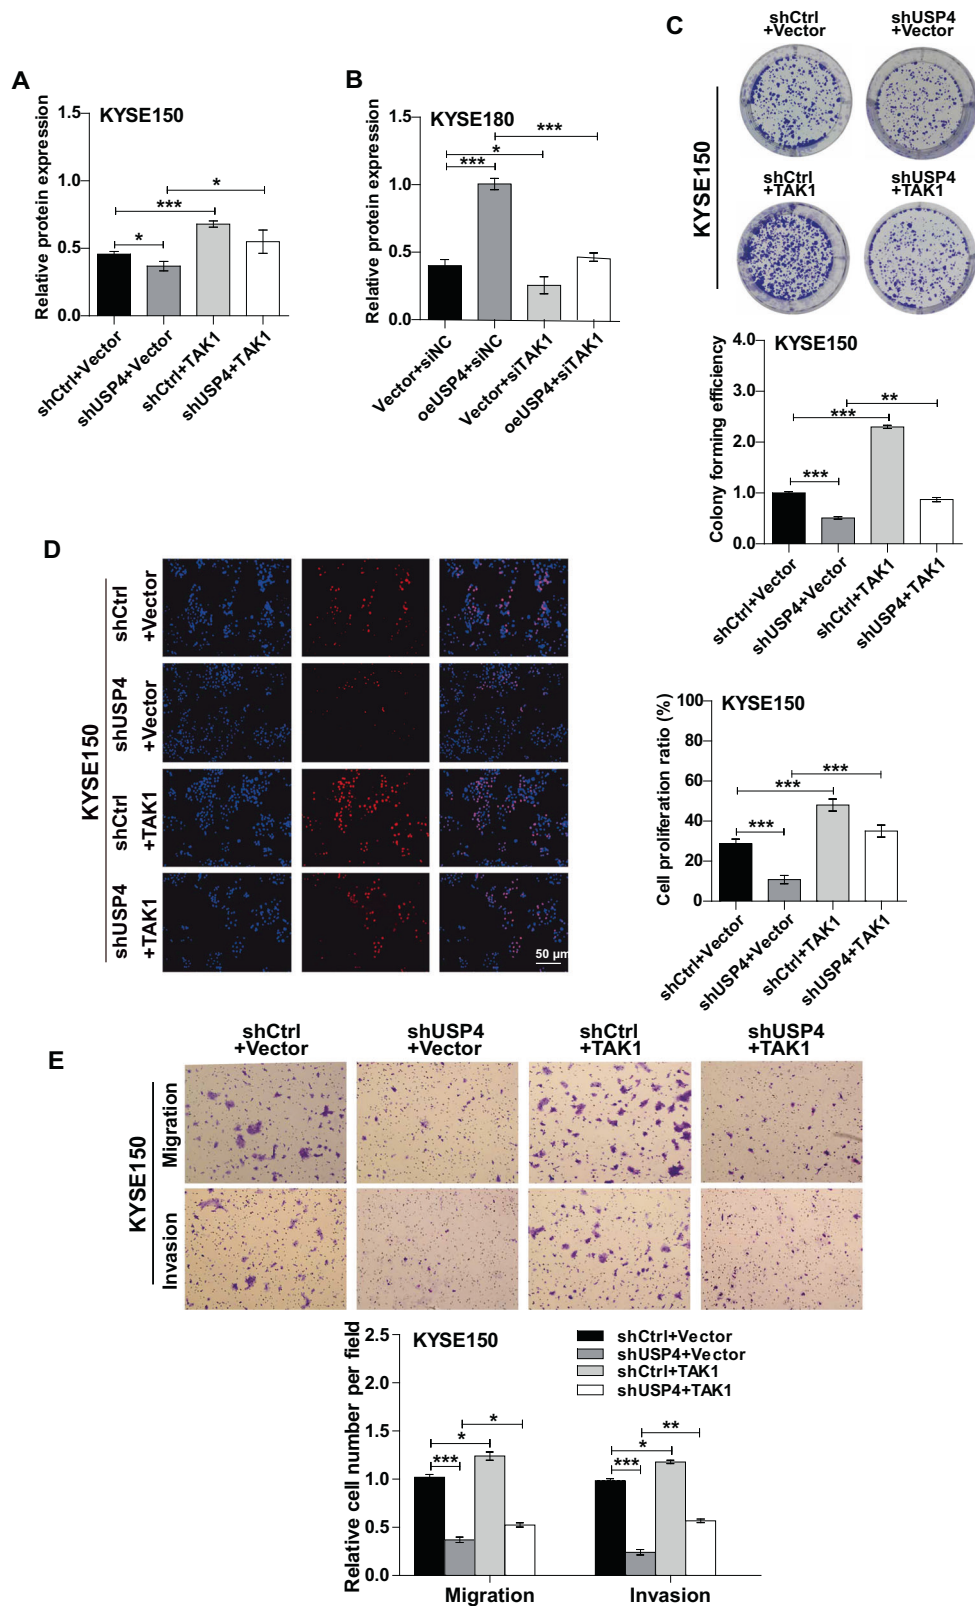 A
KYSE150
Relative protein expression
1.5
1.0
0.5
0.0
***
*
*
shCtrl+Vector
shUSP4+Vector
shCtrl+TAK1
shUSP4+TAK1
B
KYSE180
Relative protein expression
1.5
1.0
0.5
0.0
***
*
***
Vector+siNC
oeUSP4+siNC
Vector+siTAK1
oeUSP4+siTAK1
C
shCtrl
+Vector
shUSP4
+Vector
KYSE150
shCtrl
+TAK1
shUSP4
+TAK1
KYSE150
Colony forming efficiency
4.0
3.0
2.0
1.0
0.0
**
***
***
shCtrl+Vector
shUSP4+Vector
shCtrl+TAK1
shUSP4+TAK1
D
KYSE150
shCtrl
+Vector
shUSP4
+Vector
shCtrl
+TAK1
shUSP4
+TAK1
50 μm
KYSE150
Cell proliferation ratio (%)
100
80
60
40
20
0
***
***
***
shCtrl+Vector
shUSP4+Vector
shCtrl+TAK1
shUSP4+TAK1
E
shCtrl
+Vector
shUSP4
+Vector
shCtrl
+TAK1
shUSP4
+TAK1
KYSE150
Migration
Invasion
KYSE150
Relative cell number per field
2.5
2.0
1.5
1.0
0.5
0.0
shCtrl+Vector
shUSP4+Vector
shCtrl+TAK1
shUSP4+TAK1
*
*
***
**
*
***
Migration
Invasion